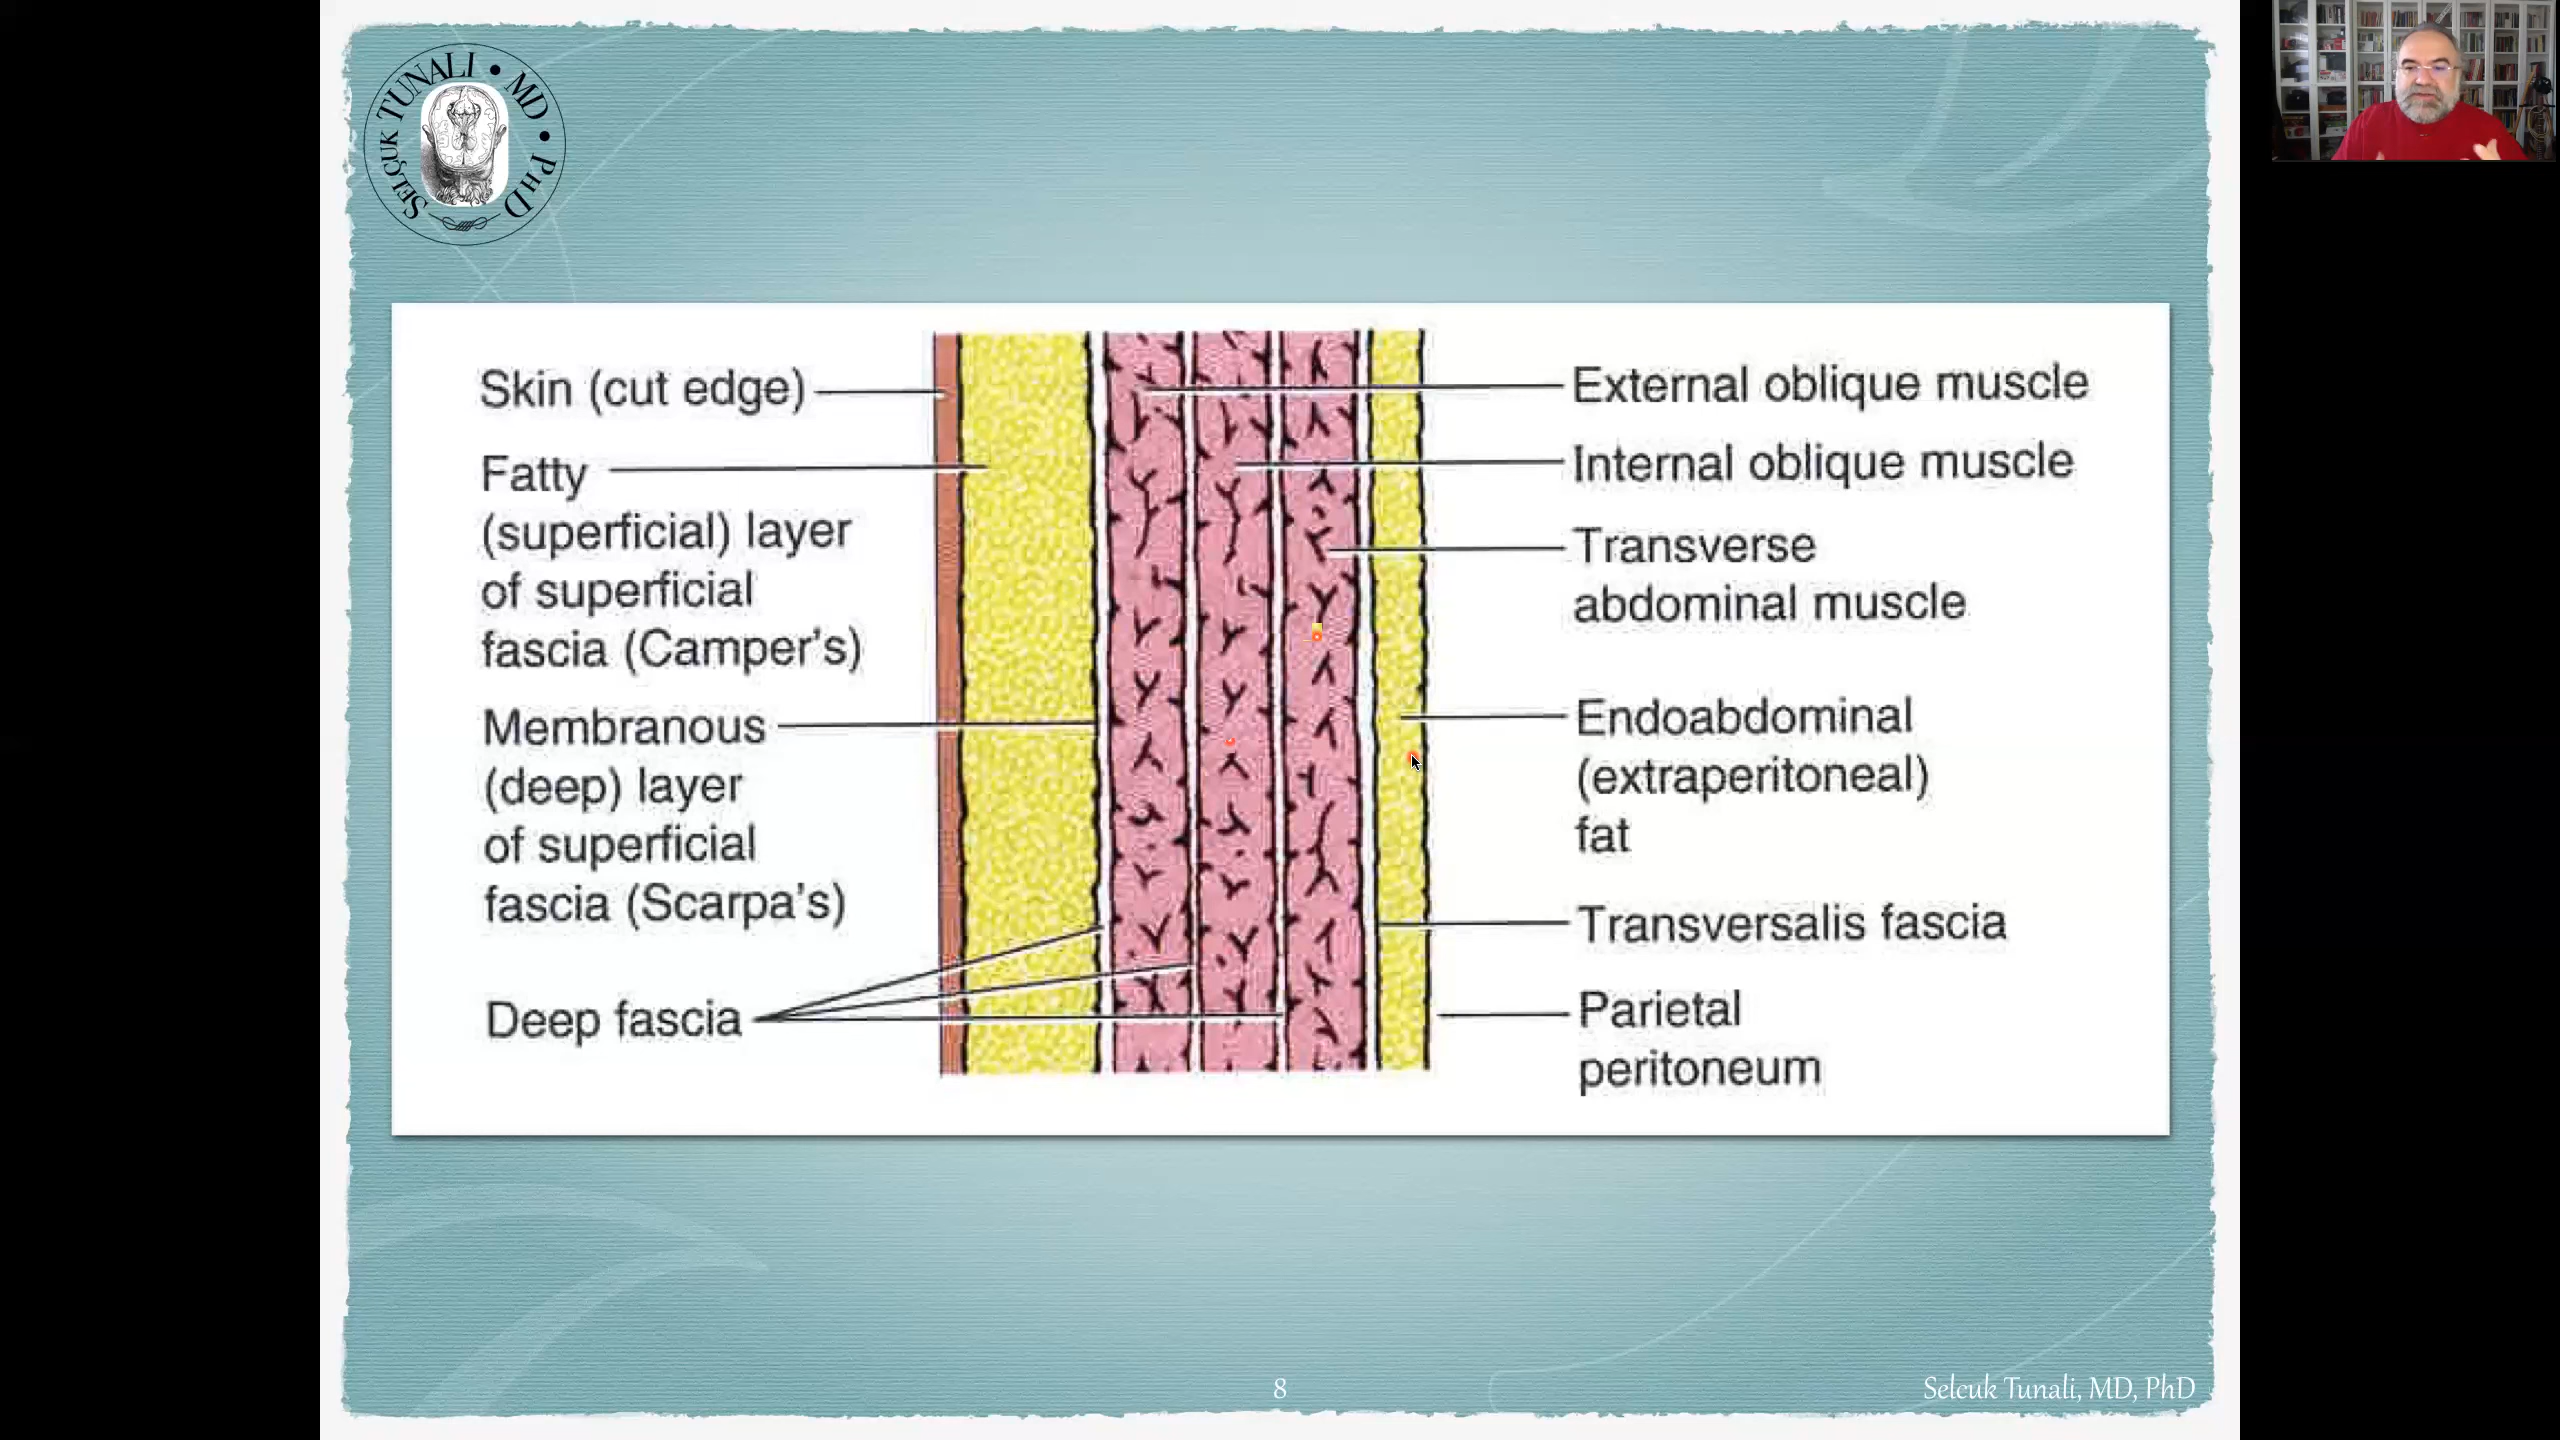 SELÇUK TUNALI • MD • PhD
Skin (cut edge)
Fatty
(superficial) layer
of superficial
fascia (Camper's)
Membranous
(deep) layer
of superficial
fascia (Scarpa's)
Deep fascia
External oblique muscle
Internal oblique muscle
Transverse
abdominal muscle
Endoabdominal
(extraperitoneal)
fat
Transversalis fascia
Parietal
peritoneum
8
Selcuk Tunali, MD, PhD